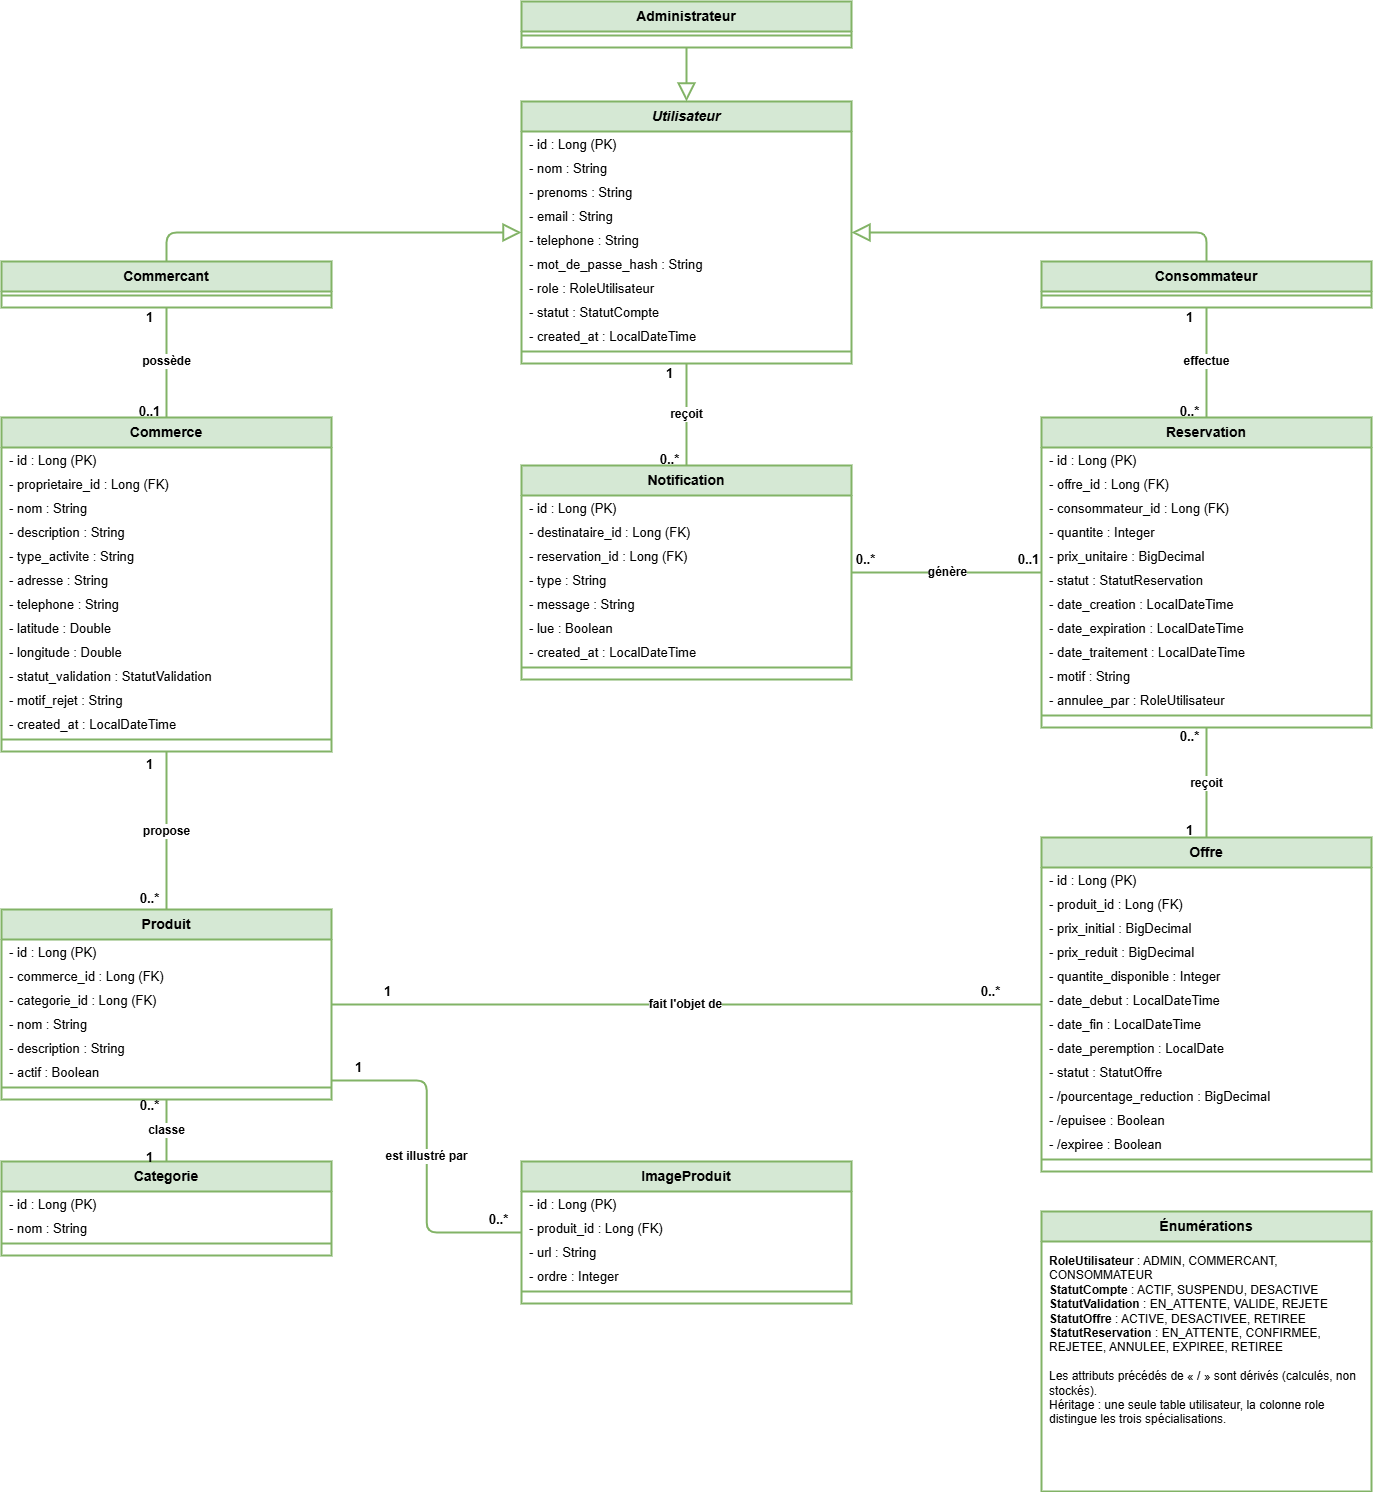 Administrateur
Utilisateur
- id : Long (PK)
- nom : String
- prenoms : String
- email : String
- telephone : String
- mot_de_passe_hash : String
- role : RoleUtilisateur
- statut : StatutCompte
- created_at : LocalDateTime
Commercant
Consommateur
1
possède
0..1
1
reçoit
0..*
1
effectue
0..*
Commerce
- id : Long (PK)
- proprietaire_id : Long (FK)
- nom : String
- description : String
- type_activite : String
- adresse : String
- telephone : String
- latitude : Double
- longitude : Double
- statut_validation : StatutValidation
- motif_rejet : String
- created_at : LocalDateTime
Notification
- id : Long (PK)
- destinataire_id : Long (FK)
- reservation_id : Long (FK)
- type : String
- message : String
- lue : Boolean
- created_at : LocalDateTime
0..*
génère
0..1
Reservation
- id : Long (PK)
- offre_id : Long (FK)
- consommateur_id : Long (FK)
- quantite : Integer
- prix_unitaire : BigDecimal
- statut : StatutReservation
- date_creation : LocalDateTime
- date_expiration : LocalDateTime
- date_traitement : LocalDateTime
- motif : String
- annulee_par : RoleUtilisateur
1
propose
0..*
0..*
reçoit
1
Produit
- id : Long (PK)
- commerce_id : Long (FK)
- categorie_id : Long (FK)
- nom : String
- description : String
- actif : Boolean
1
fait l'objet de
0..*
Offre
- id : Long (PK)
- produit_id : Long (FK)
- prix_initial : BigDecimal
- prix_reduit : BigDecimal
- quantite_disponible : Integer
- date_debut : LocalDateTime
- date_fin : LocalDateTime
- date_peremption : LocalDate
- statut : StatutOffre
- /pourcentage_reduction : BigDecimal
- /epuisee : Boolean
- /expiree : Boolean
0..*
classe
1
1
est illustré par
0..*
Categorie
- id : Long (PK)
- nom : String
ImageProduit
- id : Long (PK)
- produit_id : Long (FK)
- url : String
- ordre : Integer
Énumérations
RoleUtilisateur : ADMIN, COMMERCANT,
CONSOMMATEUR
StatutCompte : ACTIF, SUSPENDU, DESACTIVE
StatutValidation : EN_ATTENTE, VALIDE, REJETE
StatutOffre : ACTIVE, DESACTIVEE, RETIREE
StatutReservation : EN_ATTENTE, CONFIRMEE,
REJETEE, ANNULEE, EXPIREE, RETIREE
Les attributs précédés de « / » sont dérivés (calculés, non
stockés).
Héritage : une seule table utilisateur, la colonne role
distingue les trois spécialisations.